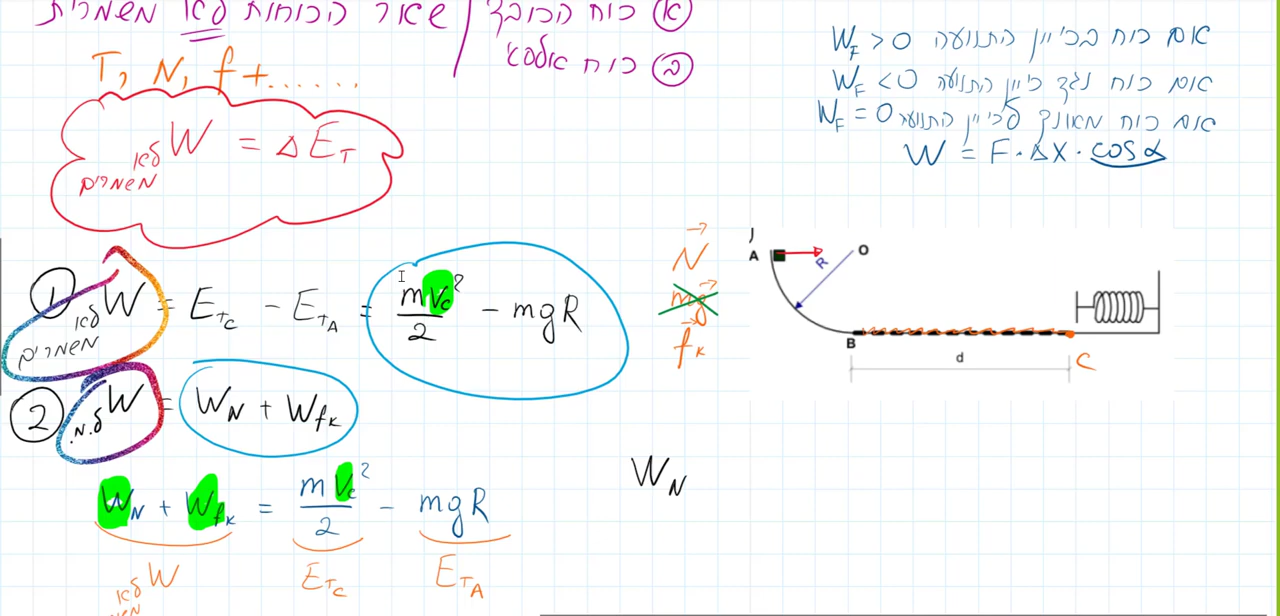 א) כוח הכובד / שאר הכוחות לא משמרים
ב) כוח אלסטי
T, N, f + .......
W לא משמרים = ΔE_T
אם כוח בכיוון התנועה W_F > 0
אם כוח נגד כיוון התנועה W_F < 0
אם כוח מאונך לכיוון התנועה W_F = 0
W = F · ΔX · cos α
① W לא משמרים = E_TC - E_TA = mV_c²/2 - mgR
② W ל.מ. = W_N + W_fk
W_N + W_fk = mV_c²/2 - mgR
W לא משמרים E_TC E_TA
N
mg
f_k
A R O
B d C
W_N